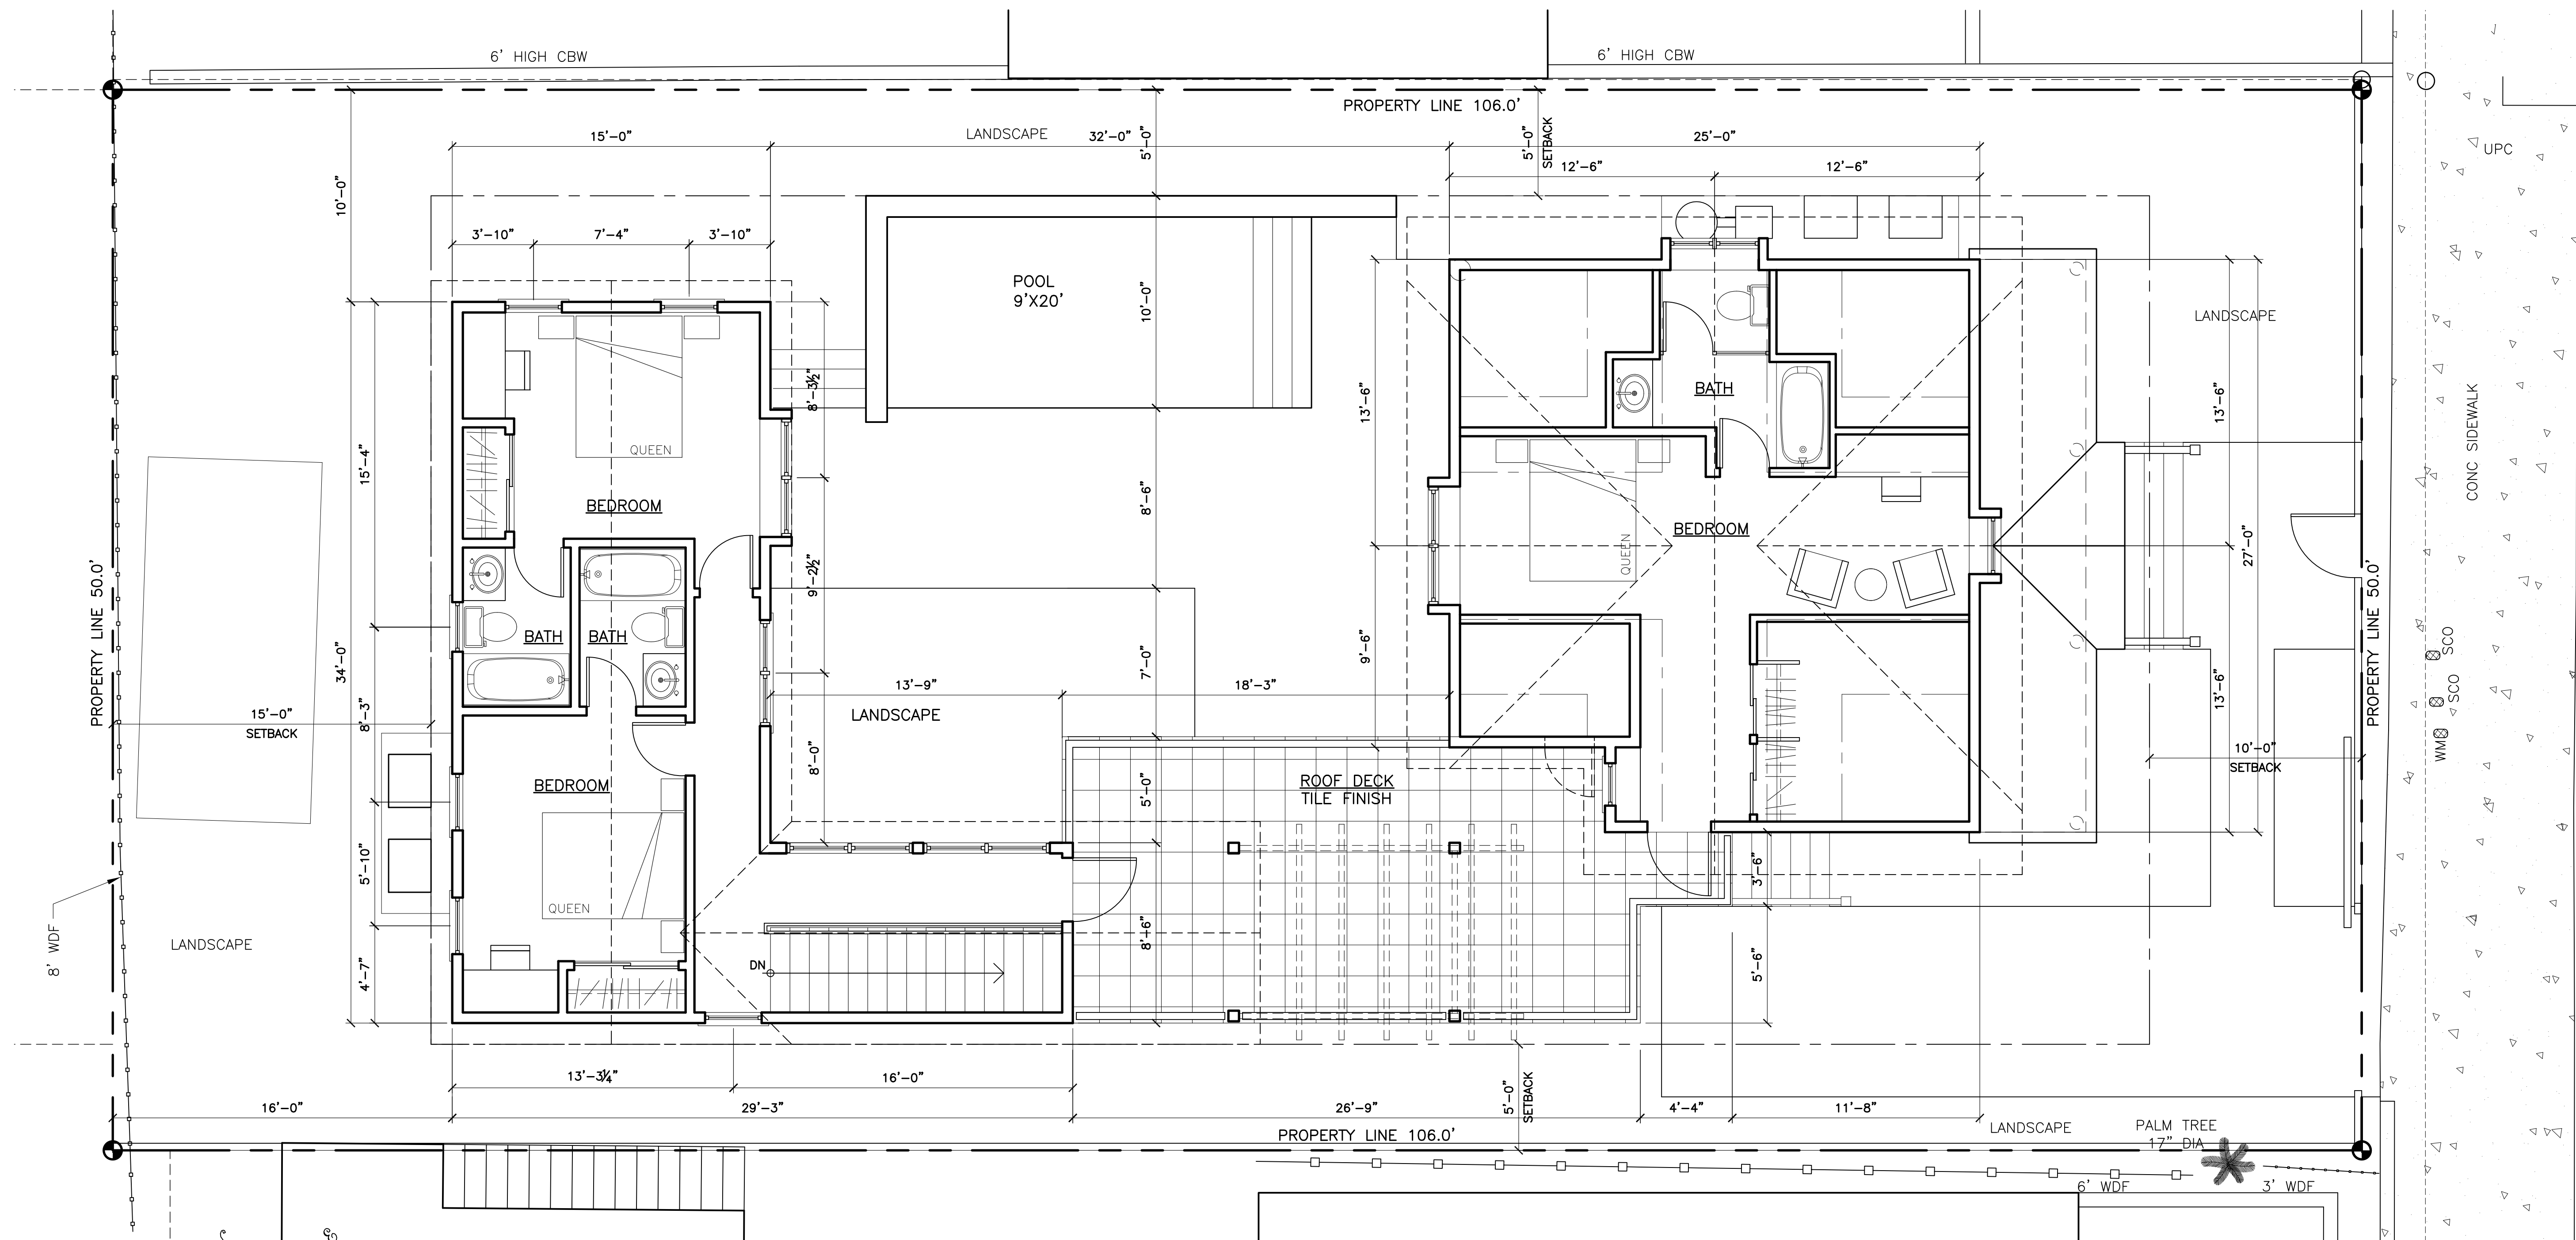 6' HIGH CBW
6' HIGH CBW
PROPERTY LINE 106.0'
15'-0"
LANDSCAPE
32'-0"
5'-0"
5'-0"
SETBACK
25'-0"
12'-6"
12'-6"
UPC
10'-0"
3'-10"
7'-4"
3'-10"
POOL
9'X20'
10'-0"
LANDSCAPE
8'-3½"
13'-6"
BATH
13'-6"
CONC SIDEWALK
QUEEN
15'-4"
BEDROOM
8'-6"
BEDROOM
QUEEN
27'-0"
9'-2½"
PROPERTY LINE 50.0'
BATH
BATH
34'-0"
7'-0"
9'-6"
PROPERTY LINE 50.0'
SCO
SCO
WM
13'-9"
18'-3"
LANDSCAPE
15'-0"
SETBACK
8'-3"
8'-0"
13'-6"
10'-0"
SETBACK
BEDROOM
5'-0"
ROOF DECK
TILE FINISH
5'-10"
QUEEN
3'-6"
8' WDF
LANDSCAPE
8'-6"
DN
4'-7"
5'-6"
13'-3¼"
16'-0"
5'-0"
SETBACK
16'-0"
29'-3"
26'-9"
4'-4"
11'-8"
PROPERTY LINE 106.0'
LANDSCAPE
PALM TREE
17" DIA
6' WDF
3' WDF